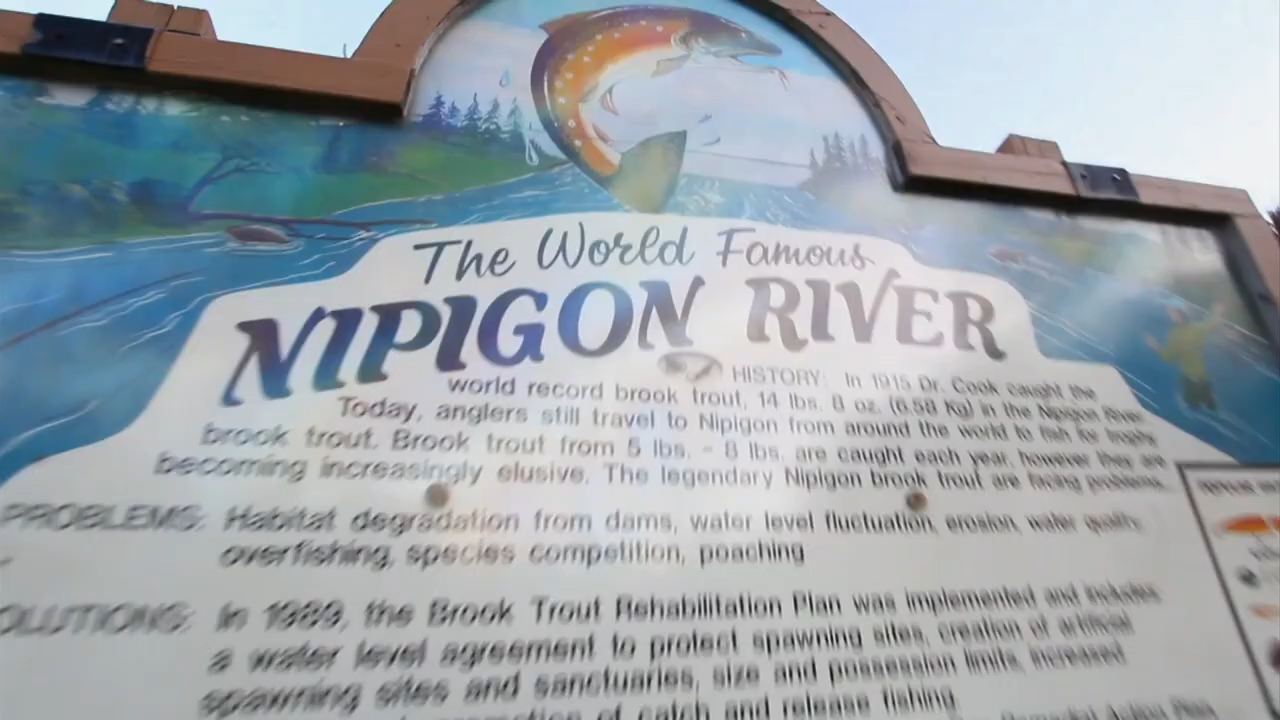 The World Famous
NIPIGON RIVER
HISTORY: In 1915 Dr. Cook caught the
world record brook trout, 14 lbs. 8 oz. (6.58 Kg) in the Nipigon River.
Today, anglers still travel to Nipigon from around the world to fish for trophy
brook trout. Brook trout from 5 lbs. - 8 lbs. are caught each year, however they are
becoming increasingly elusive. The legendary Nipigon brook trout are facing problems.
PROBLEMS: Habitat degradation from dams, water level fluctuation, erosion, water quality,
overfishing, species competition, poaching
OLUTIONS: In 1989, the Brook Trout Rehabilitation Plan was implemented and includes
a water level agreement to protect spawning sites, creation of artificial
spawning sites and sanctuaries, size and possession limits, increased
promotion of catch and release fishing.
Remedial Action Plan